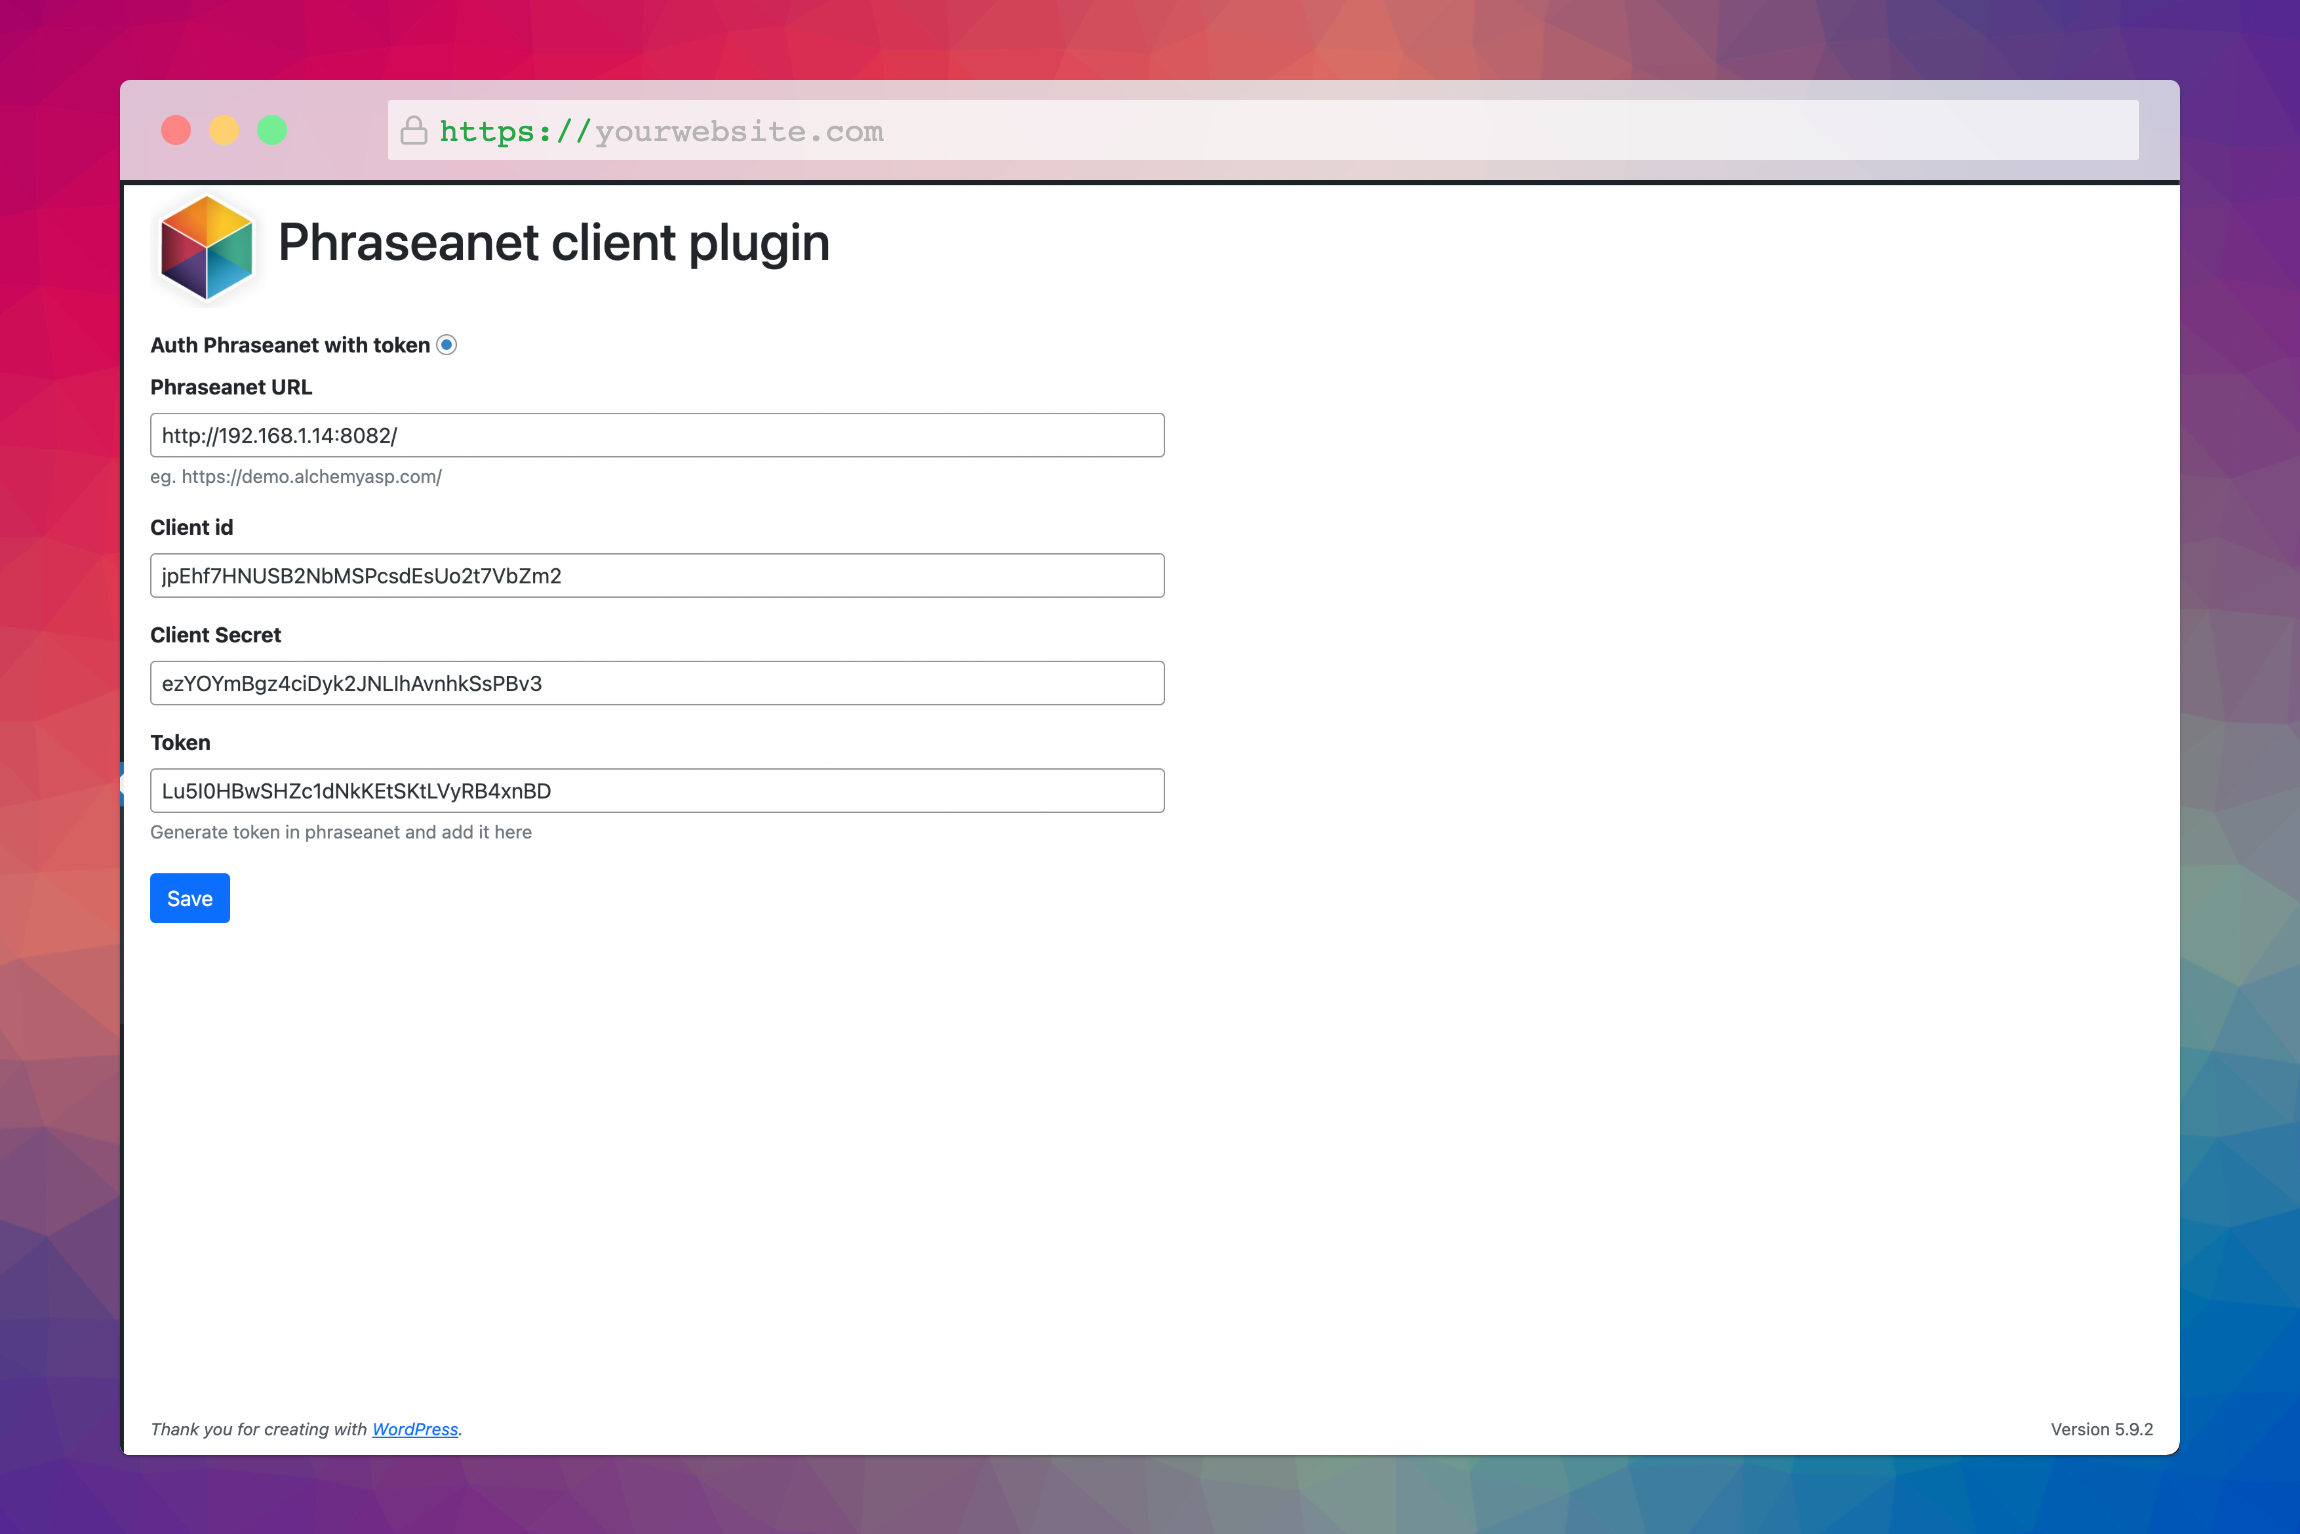 https://yourwebsite.com
Phraseanet client plugin
Auth Phraseanet with token
Phraseanet URL
http://192.168.1.14:8082/
eg. https://demo.alchemyasp.com/
Client id
jpEhf7HNUSB2NbMSPcsdEsUo2t7VbZm2
Client Secret
ezYOYmBgz4ciDyk2JNLIhAvnhkSsPBv3
Token
Lu5I0HBwSHZc1dNkKEtSKtLVyRB4xnBD
Generate token in phraseanet and add it here
Save
Thank you for creating with WordPress.
Version 5.9.2